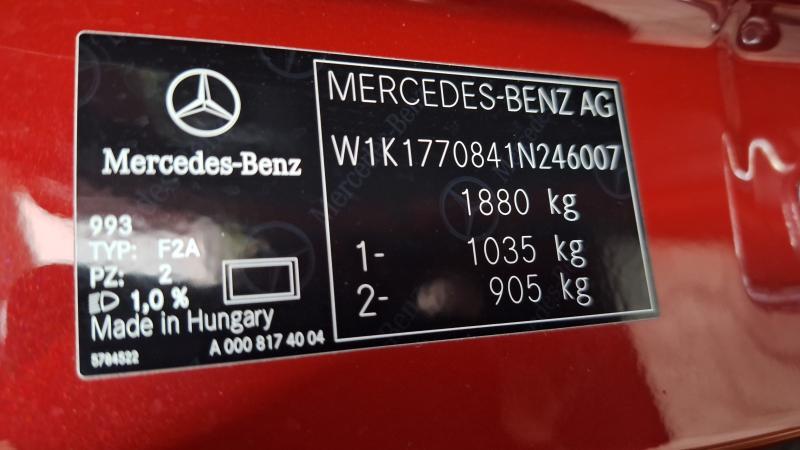 Mercedes-Benz
993
TYP: F2A
PZ: 2
1,0 %
Made in Hungary
5784522
A 000 817 40 04
MERCEDES-BENZ AG
W1K1770841N246007
1880 kg
1- 1035 kg
2- 905 kg